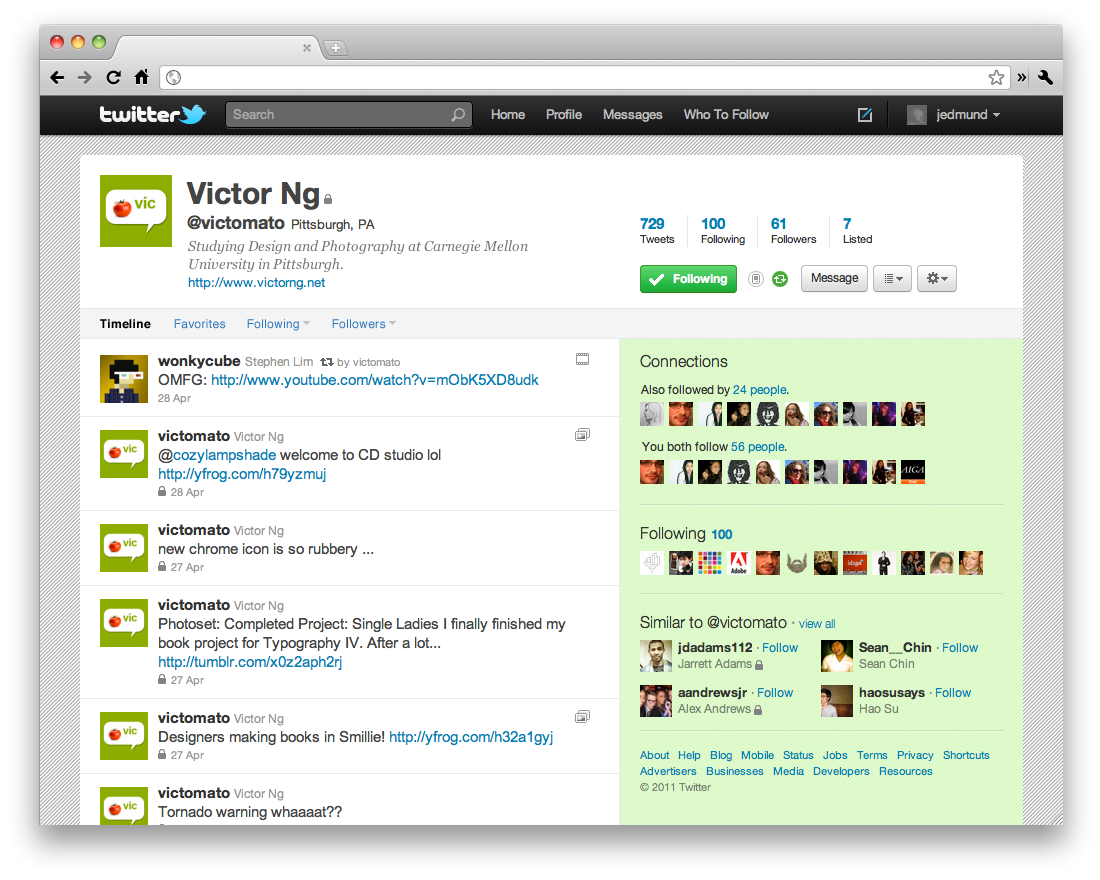 twitter
Search
Home Profile Messages Who To Follow
jedmund
vic
Victor Ng
@victomato Pittsburgh, PA
Studying Design and Photography at Carnegie Mellon
University in Pittsburgh.
http://www.victorng.net
729 100 61 7
Tweets Following Followers Listed
Following
Message
Timeline Favorites Following Followers
wonkycube Stephen Lim by victomato
OMFG: http://www.youtube.com/watch?v=mObK5XD8udk
28 Apr
vic
victomato Victor Ng
@cozylampshade welcome to CD studio lol
http://yfrog.com/h79yzmuj
28 Apr
vic
victomato Victor Ng
new chrome icon is so rubbery ...
27 Apr
vic
victomato Victor Ng
Photoset: Completed Project: Single Ladies I finally finished my
book project for Typography IV. After a lot...
http://tumblr.com/x0z2aph2rj
27 Apr
vic
victomato Victor Ng
Designers making books in Smillie! http://yfrog.com/h32a1gyj
27 Apr
vic
victomato Victor Ng
Tornado warning whaaaat??
Connections
Also followed by 24 people.
You both follow 56 people.
AIGA
Following 100
Adobe
Similar to @victomato · view all
jdadams112 · Follow
Jarrett Adams
Sean__Chin · Follow
Sean Chin
aandrewsjr · Follow
Alex Andrews
haosusays · Follow
Hao Su
About Help Blog Mobile Status Jobs Terms Privacy Shortcuts
Advertisers Businesses Media Developers Resources
© 2011 Twitter